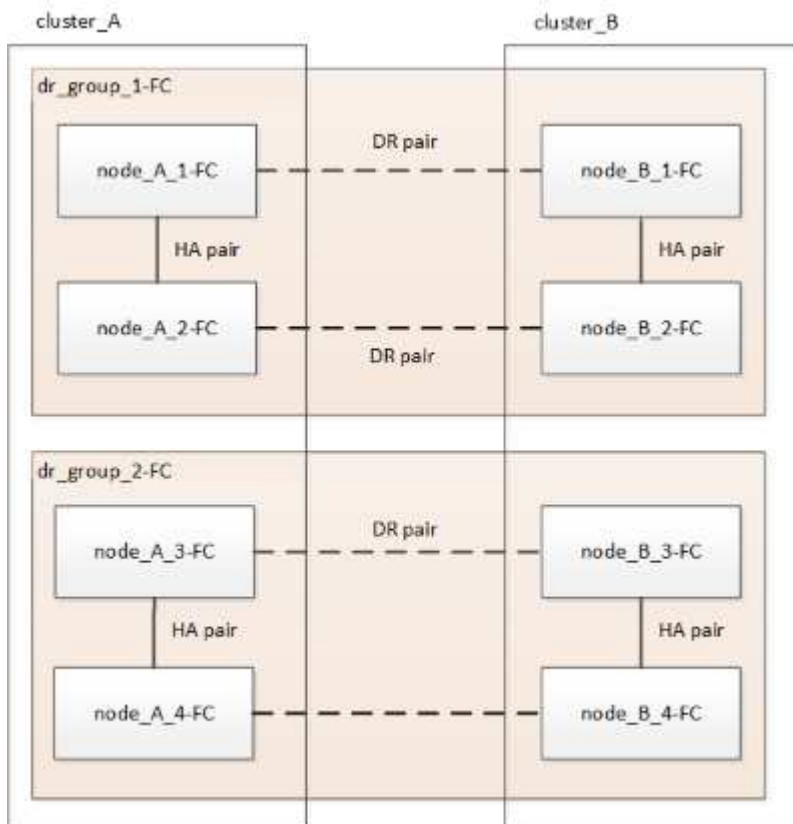 cluster_A
cluster_B
dr_group_1-FC
DR pair
node_A_1-FC
node_B_1-FC
HA pair
HA pair
node_A_2-FC
node_B_2-FC
DR pair
dr_group_2-FC
DR pair
node_A_3-FC
node_B_3-FC
HA pair
HA pair
node_A_4-FC
node_B_4-FC